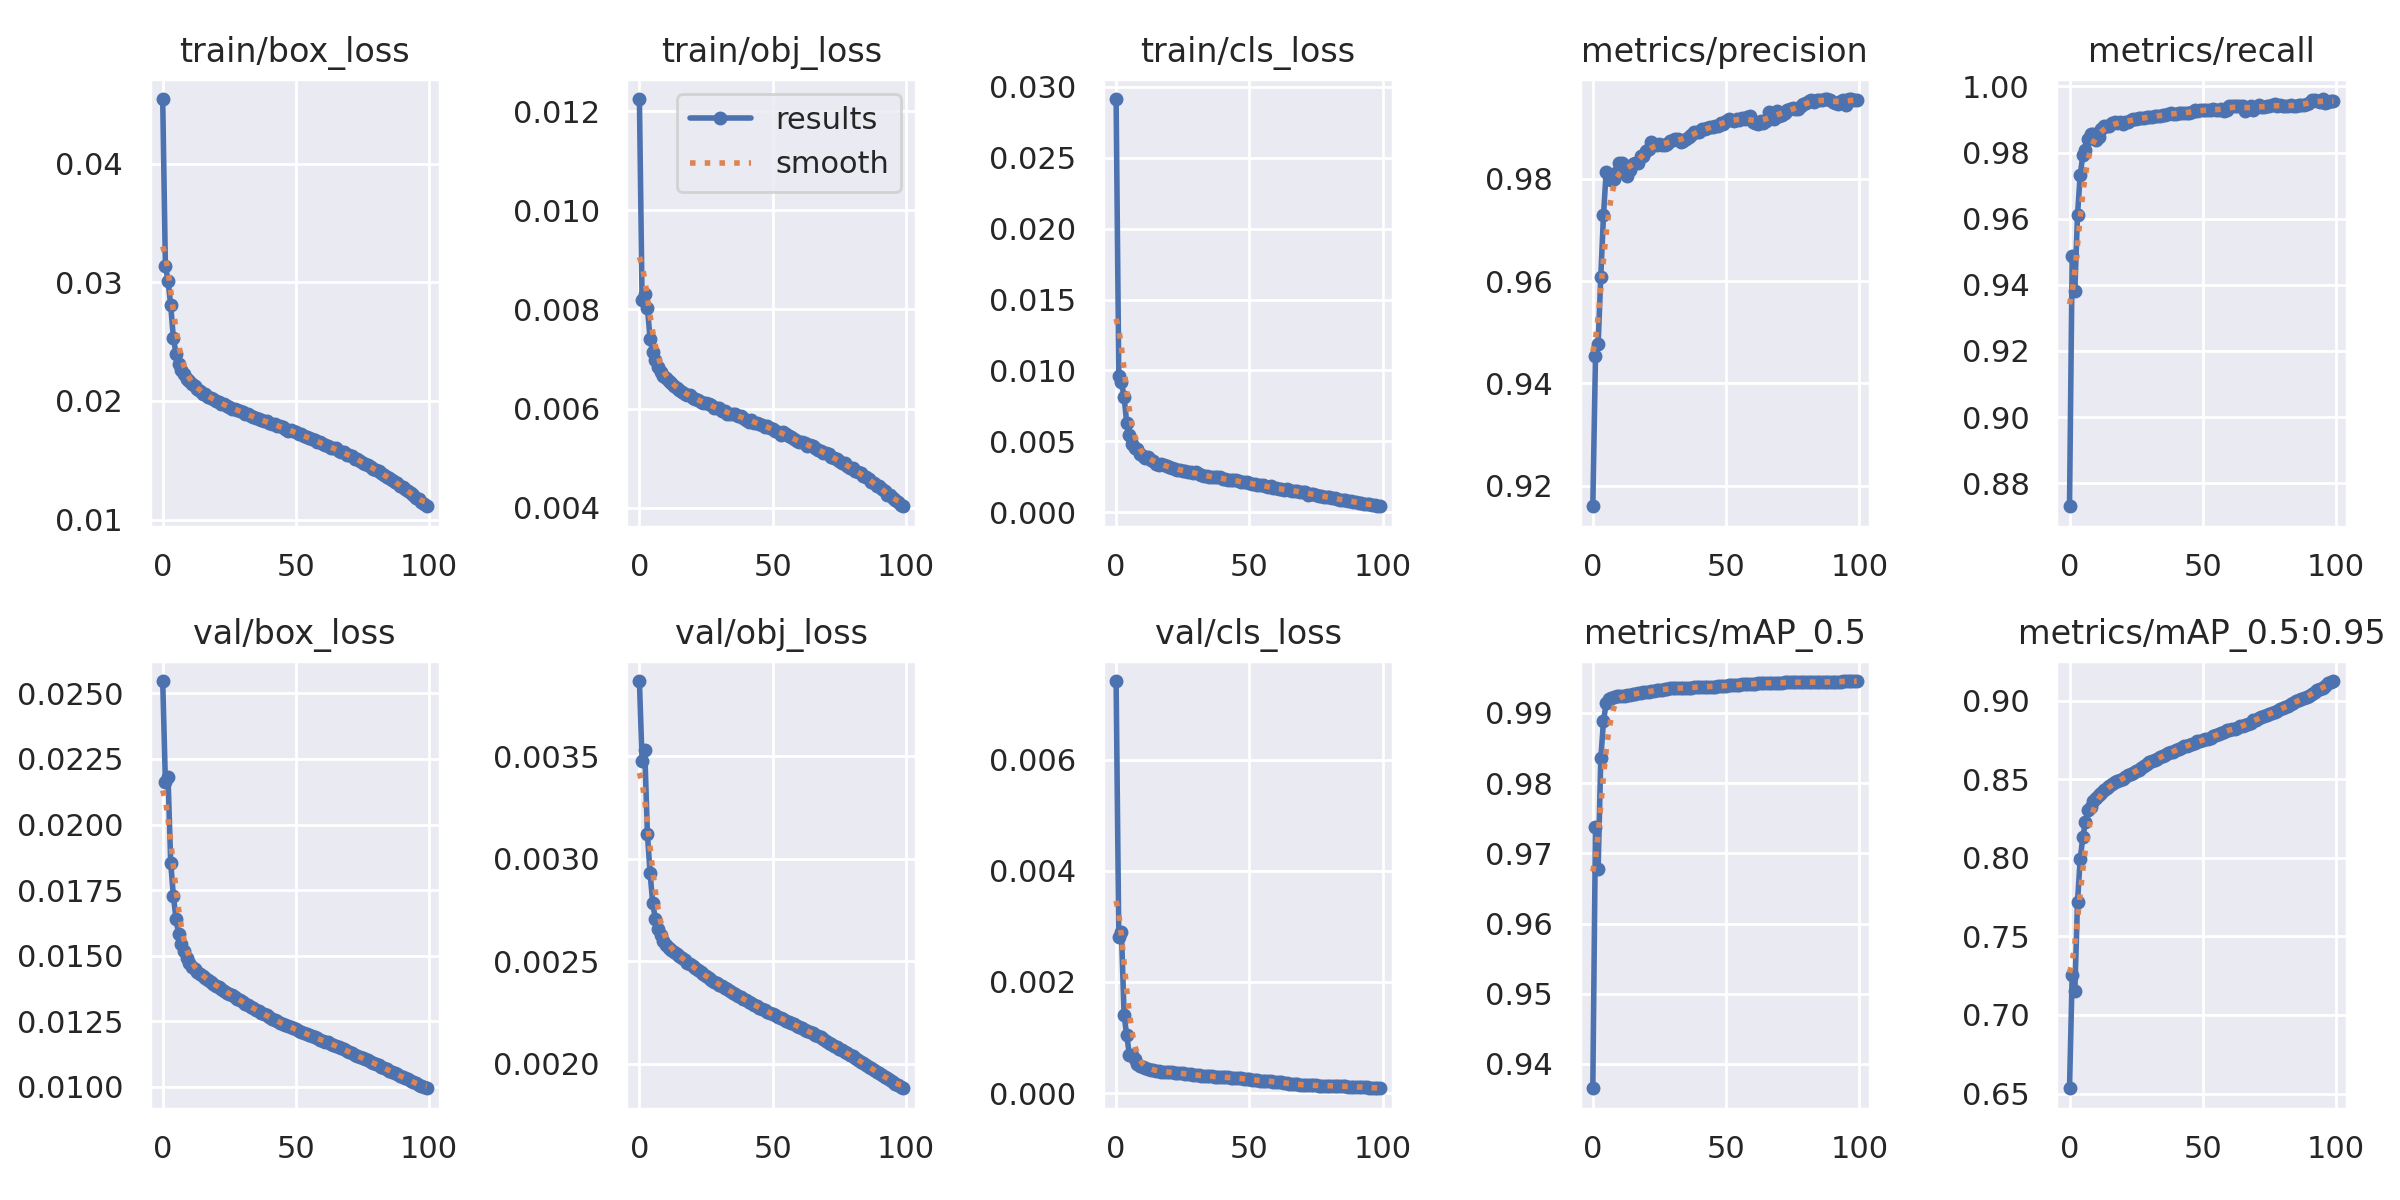 train/box_loss
0.04
0.03
0.02
0.01
0 50 100
train/obj_loss
results
smooth
0.012
0.010
0.008
0.006
0.004
0 50 100
train/cls_loss
0.030
0.025
0.020
0.015
0.010
0.005
0.000
0 50 100
metrics/precision
0.98
0.96
0.94
0.92
0 50 100
metrics/recall
1.00
0.98
0.96
0.94
0.92
0.90
0.88
0 50 100
val/box_loss
0.0250
0.0225
0.0200
0.0175
0.0150
0.0125
0.0100
0 50 100
val/obj_loss
0.0035
0.0030
0.0025
0.0020
0 50 100
val/cls_loss
0.006
0.004
0.002
0.000
0 50 100
metrics/mAP_0.5
0.99
0.98
0.97
0.96
0.95
0.94
0 50 100
metrics/mAP_0.5:0.95
0.90
0.85
0.80
0.75
0.70
0.65
0 50 100